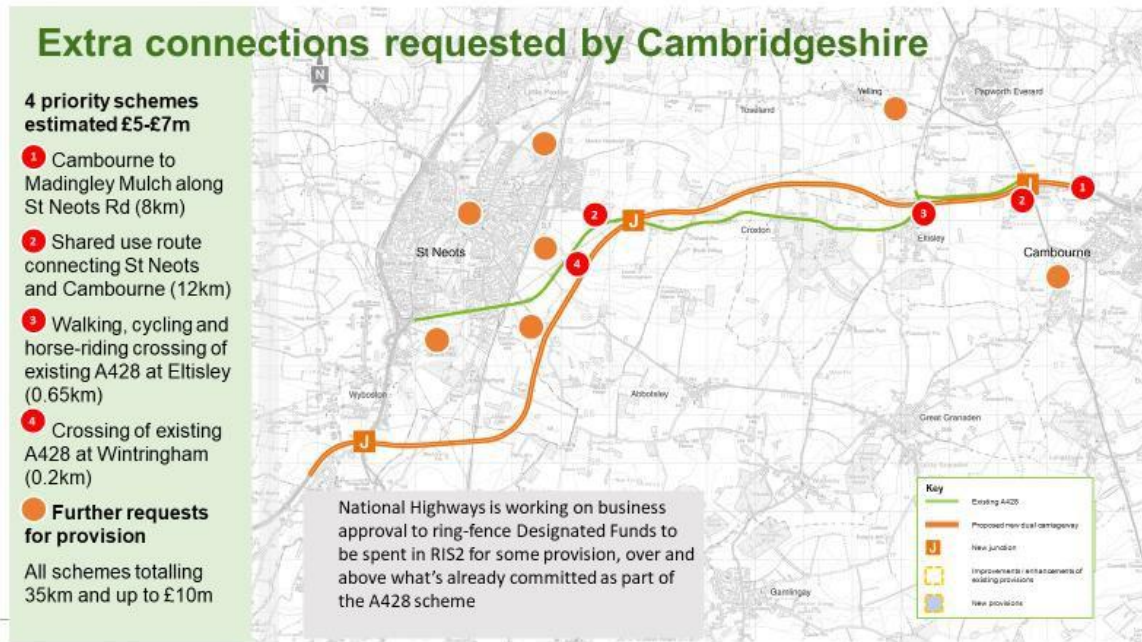 Extra connections requested by Cambridgeshire
N
4 priority schemes
estimated £5-£7m
1 Cambourne to
Madingley Mulch along
St Neots Rd (8km)
2 Shared use route
connecting St Neots
and Cambourne (12km)
3 Walking, cycling and
horse-riding crossing of
existing A428 at Eltisley
(0.65km)
4 Crossing of existing
A428 at Wintringham
(0.2km)
Further requests
for provision
All schemes totalling
35km and up to £10m
Yelling
Papworth Everard
Toseland
J
1
2
2
J
3
Croxton
Eltisley
St Neots
4
Cambourne
Wyboston
Abbotsley
Great Gransden
J
Gamlingay
National Highways is working on business
approval to ring-fence Designated Funds to
be spent in RIS2 for some provision, over and
above what's already committed as part of
the A428 scheme
Key
Existing A428
Proposed new dual carriageway
J New junction
Improvements / enhancements of
existing provisions
New provisions